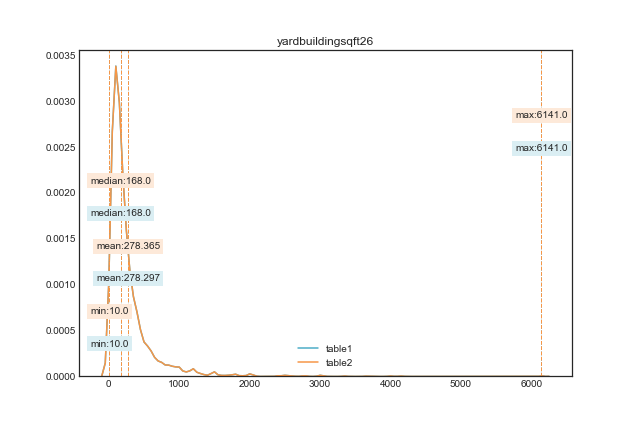 yardbuildingsqft26
0.0035
0.0030
0.0025
0.0020
0.0015
0.0010
0.0005
0.0000
max:6141.0
max:6141.0
median:168.0
median:168.0
mean:278.365
mean:278.297
min:10.0
min:10.0
table1
table2
0 1000 2000 3000 4000 5000 6000